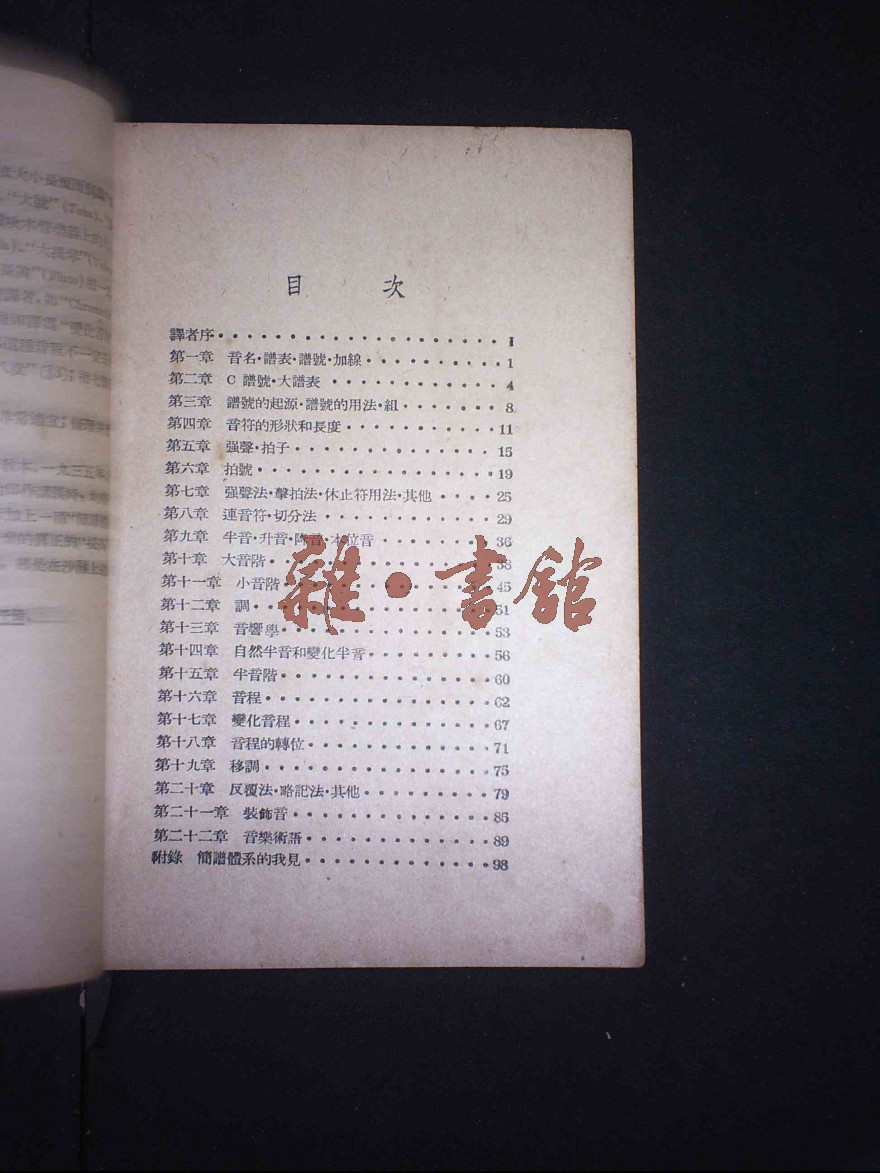 目 次
譯者序 I
第一章 音名·譜表·譜號·加線 1
第二章 C 譜號·大譜表 4
第三章 譜號的起源·譜號的用法·組 8
第四章 音符的形狀和長度 11
第五章 强聲·拍子 15
第六章 拍號 19
第七章 强聲法·擊拍法·休止符用法·其他 25
第八章 連音符·切分法 29
第九章 半音·升音·降音·本位音 36
第十章 大音階 38
第十一章 小音階 45
第十二章 調 51
第十三章 音響學 53
第十四章 自然半音和變化半音 56
第十五章 半音階 60
第十六章 音程 62
第十七章 變化音程 67
第十八章 音程的轉位 71
第十九章 移調 75
第二十章 反覆法·略記法·其他 79
第二十一章 裝飾音 85
第二十二章 音樂術語 89
附錄 簡譜體系的我見 98
雜·書館